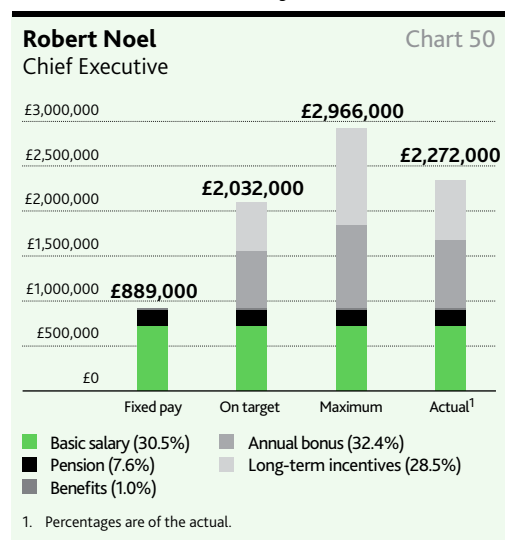 Robert Noel
Chart 50
Chief Executive
£3,000,000
£2,966,000
£2,500,000
£2,272,000
£2,000,000
£2,032,000
£1,500,000
£1,000,000
£889,000
£500,000
£0
Fixed pay
On target
Maximum
Actual1
Basic salary (30.5%)
Annual bonus (32.4%)
Pension (7.6%)
Long-term incentives (28.5%)
Benefits (1.0%)
1. Percentages are of the actual.